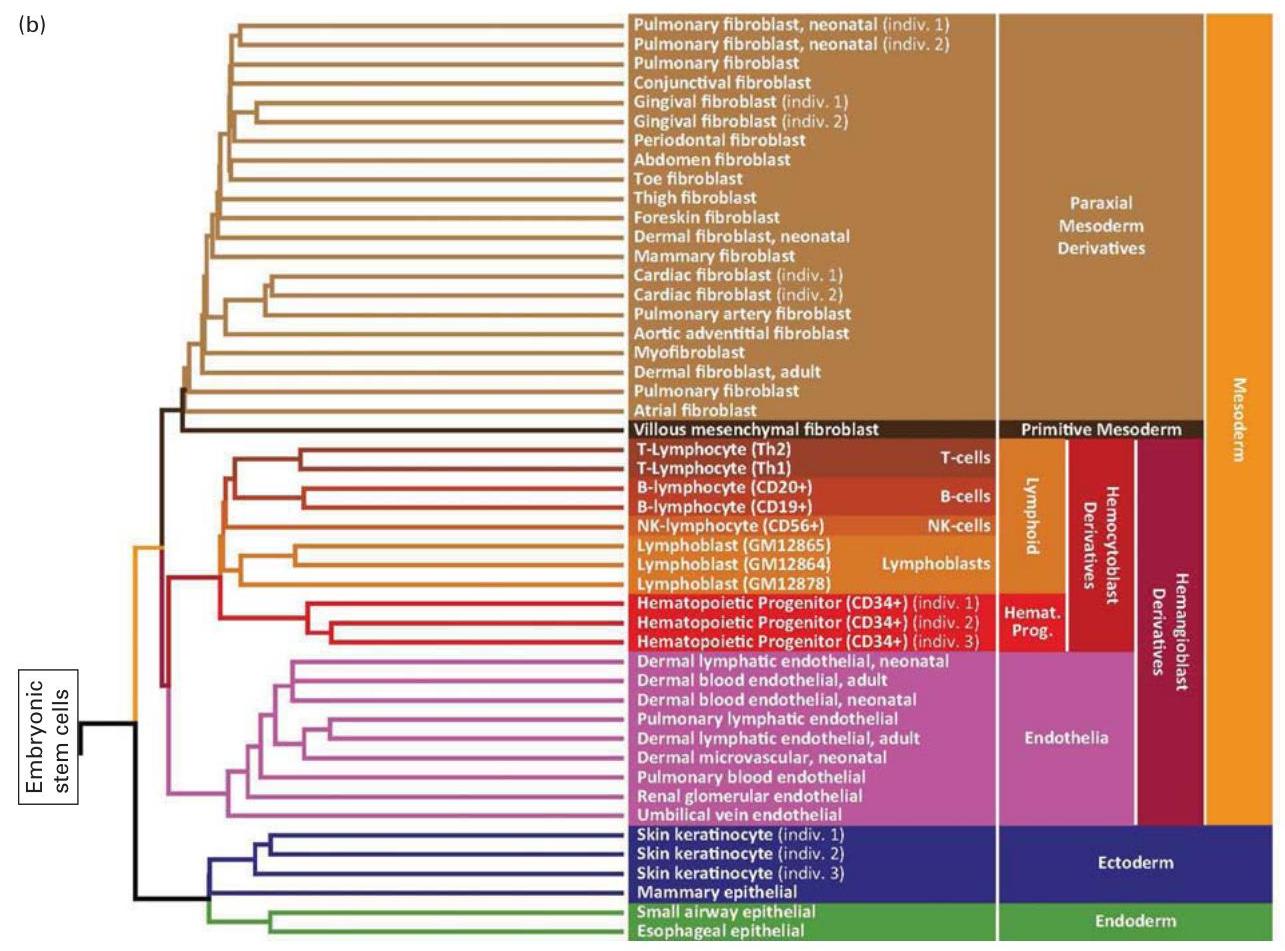 (b)
Pulmonary fibroblast, neonatal (indiv. 1)
Pulmonary fibroblast, neonatal (indiv. 2)
Pulmonary fibroblast
Conjunctival fibroblast
Gingival fibroblast (indiv. 1)
Gingival fibroblast (indiv. 2)
Periodontal fibroblast
Abdomen fibroblast
Toe fibroblast
Thigh fibroblast
Foreskin fibroblast
Dermal fibroblast, neonatal
Mammary fibroblast
Cardiac fibroblast (indiv. 1)
Cardiac fibroblast (indiv. 2)
Pulmonary artery fibroblast
Aortic adventitial fibroblast
Myofibroblast
Dermal fibroblast, adult
Pulmonary fibroblast
Atrial fibroblast
Paraxial
Mesoderm
Derivatives
Villous mesenchymal fibroblast
Primitive Mesoderm
T-Lymphocyte (Th2)
T-Lymphocyte (Th1)
T-cells
B-lymphocyte (CD20+)
B-lymphocyte (CD19+)
B-cells
NK-lymphocyte (CD56+)
NK-cells
Lymphoblast (GM12865)
Lymphoblast (GM12864)
Lymphoblast (GM12878)
Lymphoblasts
Lymphoid
Hematopoietic Progenitor (CD34+) (indiv. 1)
Hematopoietic Progenitor (CD34+) (indiv. 2)
Hematopoietic Progenitor (CD34+) (indiv. 3)
Hemat.
Prog.
Hemocytoblast
Derivatives
Dermal lymphatic endothelial, neonatal
Dermal blood endothelial, adult
Dermal blood endothelial, neonatal
Pulmonary lymphatic endothelial
Dermal lymphatic endothelial, adult
Dermal microvascular, neonatal
Pulmonary blood endothelial
Renal glomerular endothelial
Umbilical vein endothelial
Endothelia
Hemangioblast
Derivatives
Mesoderm
Skin keratinocyte (indiv. 1)
Skin keratinocyte (indiv. 2)
Skin keratinocyte (indiv. 3)
Mammary epithelial
Ectoderm
Small airway epithelial
Esophageal epithelial
Endoderm
Embryonic
stem cells